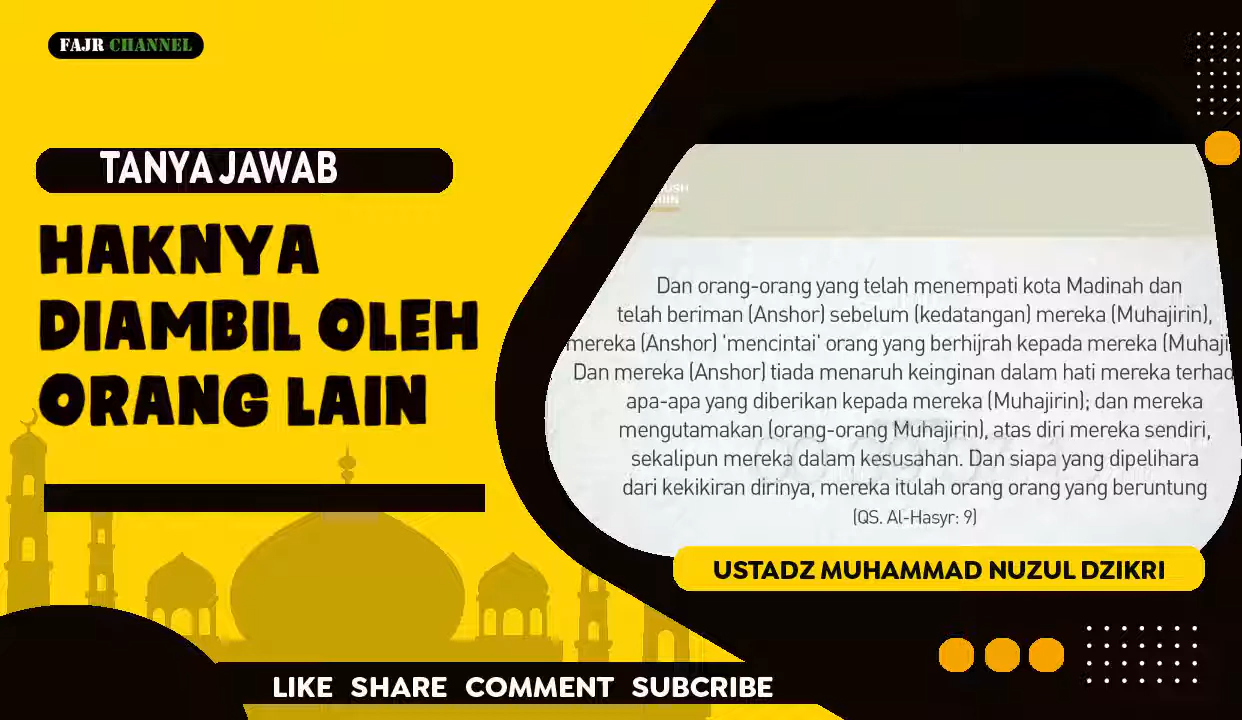 FAJR CHANNEL
TANYA JAWAB
HAKNYA
DIAMBIL OLEH
ORANG LAIN
Dan orang-orang yang telah menempati kota Madinah dan
telah beriman (Anshor) sebelum (kedatangan) mereka (Muhajirin),
mereka (Anshor) 'mencintai' orang yang berhijrah kepada mereka (Muhaji
Dan mereka (Anshor) tiada menaruh keinginan dalam hati mereka terhad
apa-apa yang diberikan kepada mereka (Muhajirin); dan mereka
mengutamakan (orang-orang Muhajirin), atas diri mereka sendiri,
sekalipun mereka dalam kesusahan. Dan siapa yang dipelihara
dari kekikiran dirinya, mereka itulah orang orang yang beruntung
(QS. Al-Hasyr: 9)
USTADZ MUHAMMAD NUZUL DZIKRI
LIKE SHARE COMMENT SUBCRIBE